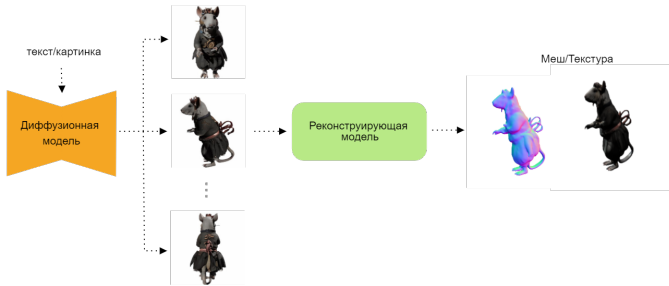 текст/картинка
Меш/Текстура
Диффузионная
модель
Реконструирующая
модель